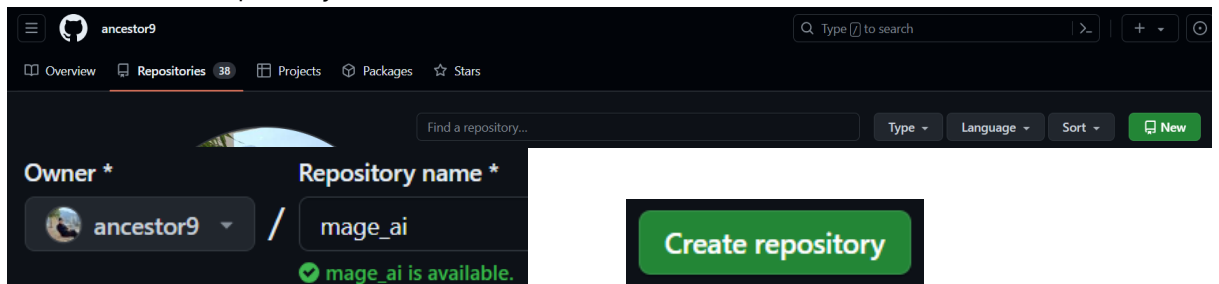 ancestor9
Type / to search
Overview Repositories 38 Projects Packages Stars
Find a repository...
Type Language Sort New
Owner * Repository name *
ancestor9 / mage_ai
mage_ai is available.
Create repository